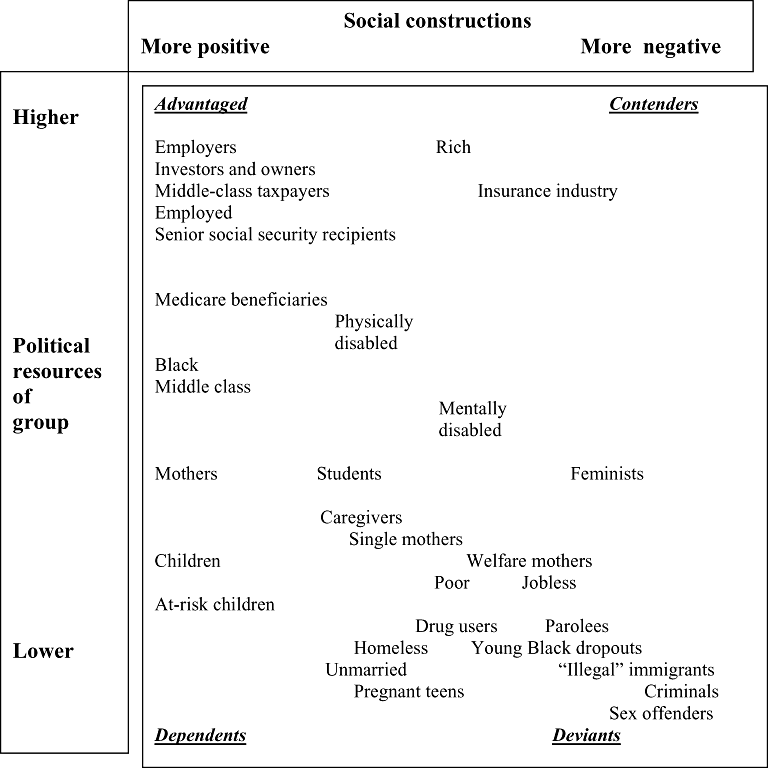 Social constructions
More positive More negative
Higher
Advantaged Contenders
Employers Rich
Investors and owners
Middle-class taxpayers Insurance industry
Employed
Senior social security recipients
Medicare beneficiaries
Physically
disabled
Political
resources
of
group
Black
Middle class
Mentally
disabled
Mothers Students Feminists
Caregivers
Single mothers
Children Welfare mothers
Poor Jobless
At-risk children
Drug users Parolees
Lower
Homeless Young Black dropouts
Unmarried “Illegal” immigrants
Pregnant teens Criminals
Sex offenders
Dependents Deviants